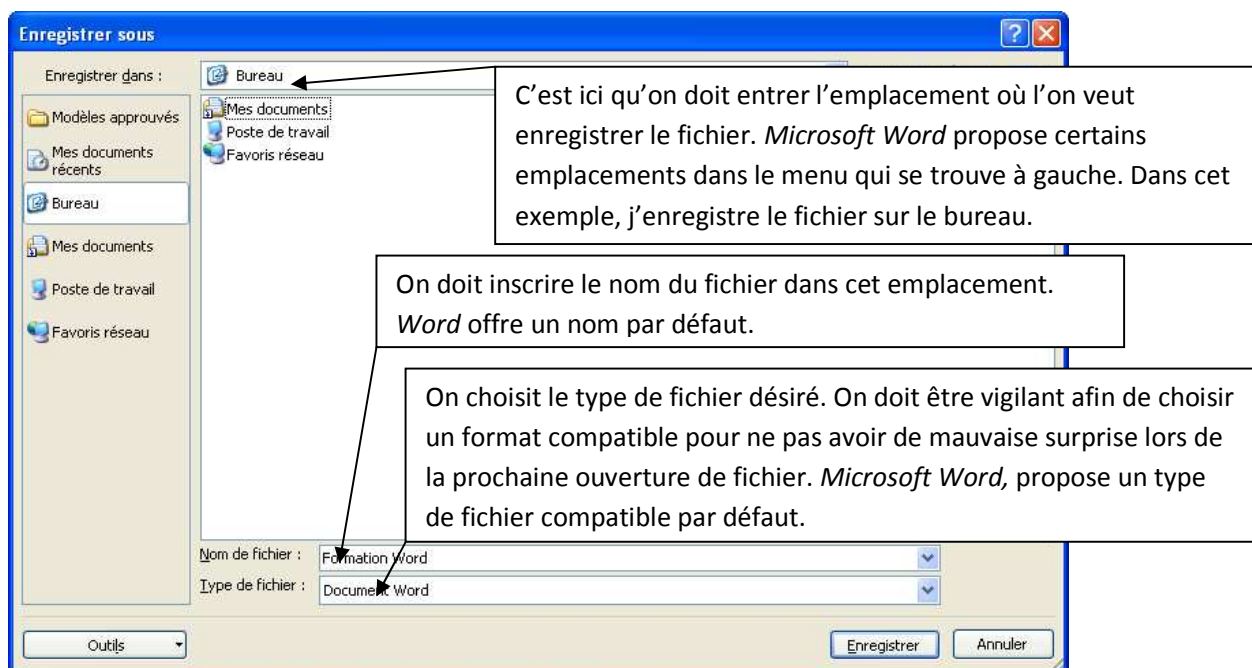 Enregistrer sous
Enregistrer dans :
Bureau
Modèles approuvés
Mes documents
récents
Bureau
Mes documents
Poste de travail
Favoris réseau
Mes documents
Poste de travail
Favoris réseau
C’est ici qu’on doit entrer l’emplacement où l’on veut
enregistrer le fichier. Microsoft Word propose certains
emplacements dans le menu qui se trouve à gauche. Dans cet
exemple, j’enregistre le fichier sur le bureau.
On doit inscrire le nom du fichier dans cet emplacement.
Word offre un nom par défaut.
On choisit le type de fichier désiré. On doit être vigilant afin de choisir
un format compatible pour ne pas avoir de mauvaise surprise lors de
la prochaine ouverture de fichier. Microsoft Word, propose un type
de fichier compatible par défaut.
Nom de fichier :
Formation Word
Type de fichier :
Document Word
Outils
Enregistrer
Annuler